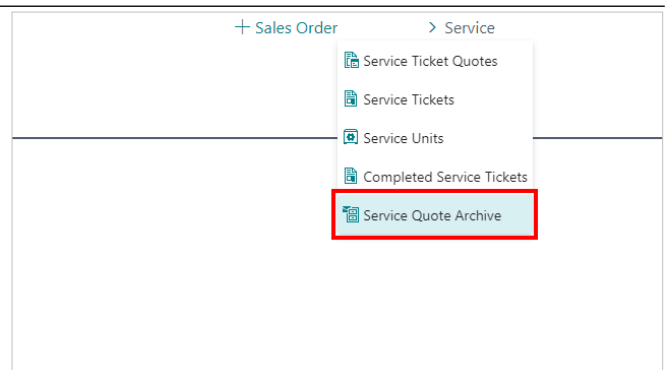 + Sales Order > Service
Service Ticket Quotes
Service Tickets
Service Units
Completed Service Tickets
Service Quote Archive